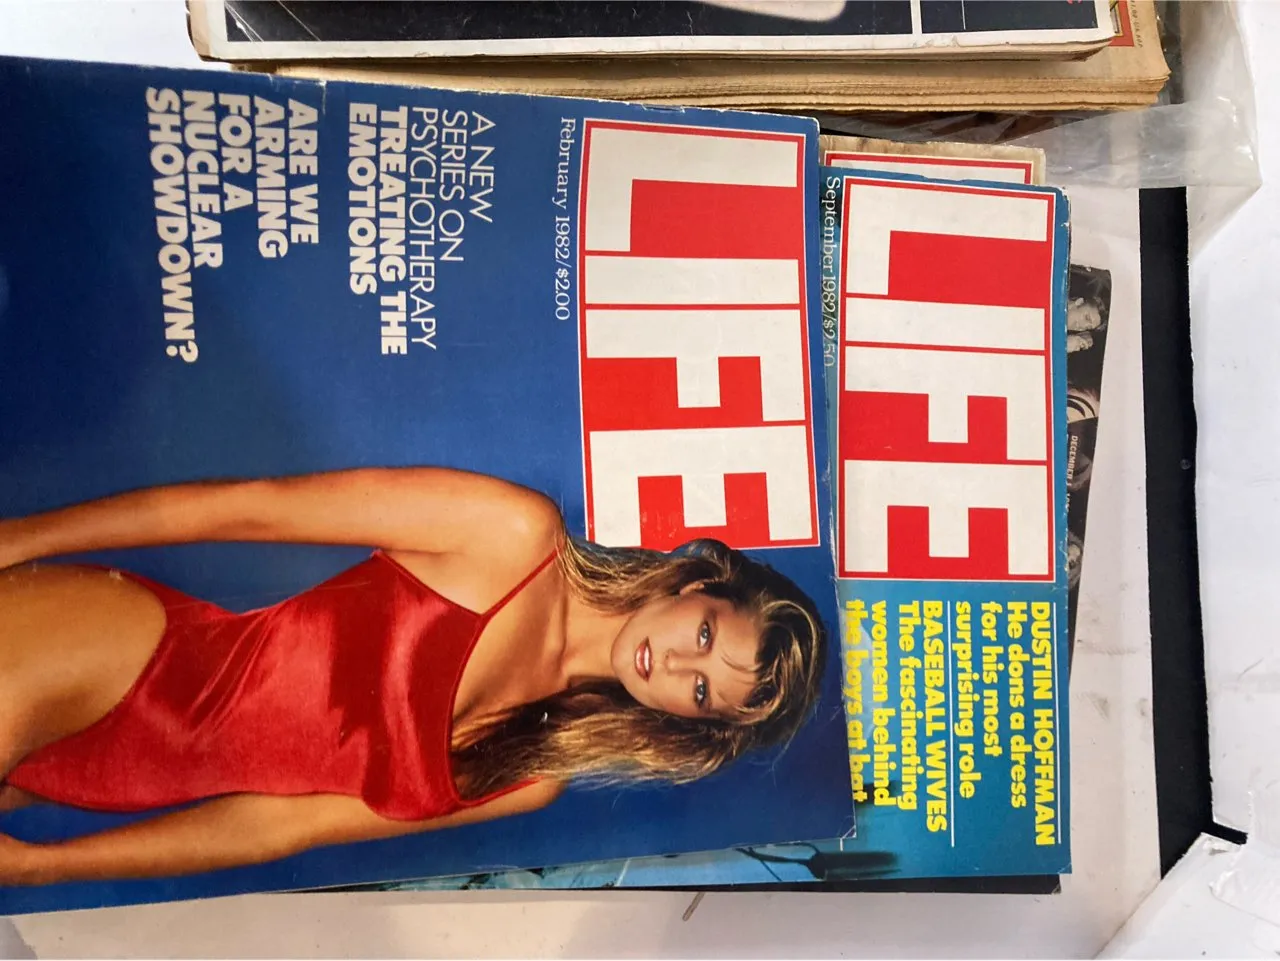 LIFE
February 1982/$2.00
A NEW
SERIES ON
PSYCHOTHERAPY
TREATING THE
EMOTIONS
ARE WE
ARMING
FOR A
NUCLEAR
SHOWDOWN?
LIFE
September 1982/$2.50
DUSTIN HOFFMAN
He dons a dress
for his most
surprising role
BASEBALL WIVES
The fascinating
women behind
the boys at bat
DECEMBER